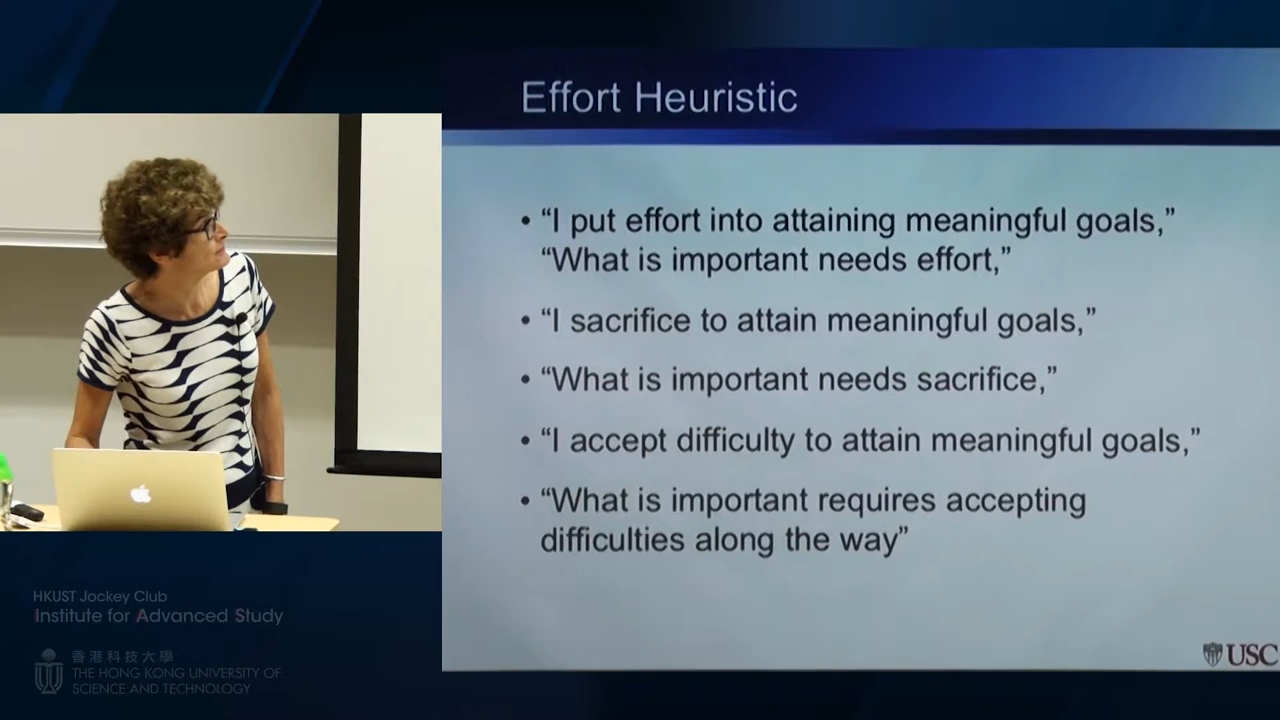 Effort Heuristic
• “I put effort into attaining meaningful goals,”
“What is important needs effort,”
• “I sacrifice to attain meaningful goals,”
• “What is important needs sacrifice,”
• “I accept difficulty to attain meaningful goals,”
• “What is important requires accepting
difficulties along the way”
USC
HKUST Jockey Club
Institute for Advanced Study
香港科技大學
THE HONG KONG UNIVERSITY OF
SCIENCE AND TECHNOLOGY